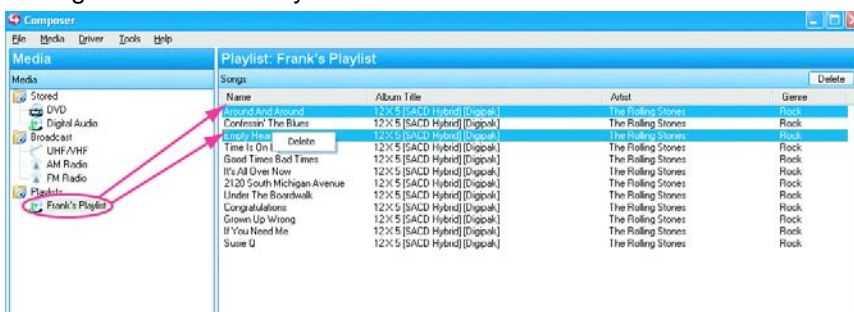 Composer
File Media Driver Tools Help
Media
Playlist: Frank's Playlist
Media
Songs
Delete
Stored
DVD
Digital Audio
Broadcast
UHF/VHF
AM Radio
FM Radio
Playlists
Frank's Playlist
Name Album Title Artist Genre
Around And Around 12 X 5 [SACD Hybrid] [Digipak] The Rolling Stones Rock
Confessin' The Blues 12 X 5 [SACD Hybrid] [Digipak] The Rolling Stones Rock
Empty Hear 12 X 5 [SACD Hybrid] [Digipak] The Rolling Stones Rock
Delete
Time Is On 12 X 5 [SACD Hybrid] [Digipak] The Rolling Stones Rock
Good Times Bad Times 12 X 5 [SACD Hybrid] [Digipak] The Rolling Stones Rock
It's All Over Now 12 X 5 [SACD Hybrid] [Digipak] The Rolling Stones Rock
2120 South Michigan Avenue 12 X 5 [SACD Hybrid] [Digipak] The Rolling Stones Rock
Under The Boardwalk 12 X 5 [SACD Hybrid] [Digipak] The Rolling Stones Rock
Congratulations 12 X 5 [SACD Hybrid] [Digipak] The Rolling Stones Rock
Grown Up Wrong 12 X 5 [SACD Hybrid] [Digipak] The Rolling Stones Rock
If You Need Me 12 X 5 [SACD Hybrid] [Digipak] The Rolling Stones Rock
Susie Q 12 X 5 [SACD Hybrid] [Digipak] The Rolling Stones Rock